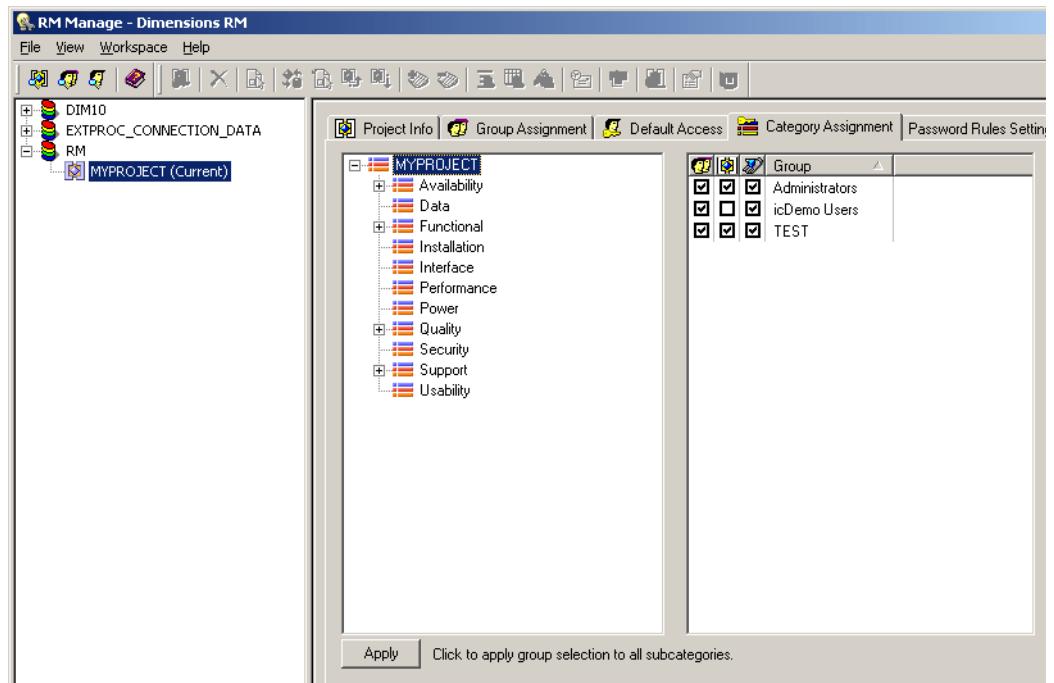 RM Manage - Dimensions RM
File View Workspace Help
DIM10
EXTPROC_CONNECTION_DATA
RM
MYPROJECT (Current)
Project Info Group Assignment Default Access Category Assignment Password Rules Setting
MYPROJECT
Availability
Data
Functional
Installation
Interface
Performance
Power
Quality
Security
Support
Usability
Group
Administrators
icDemo Users
TEST
Apply Click to apply group selection to all subcategories.